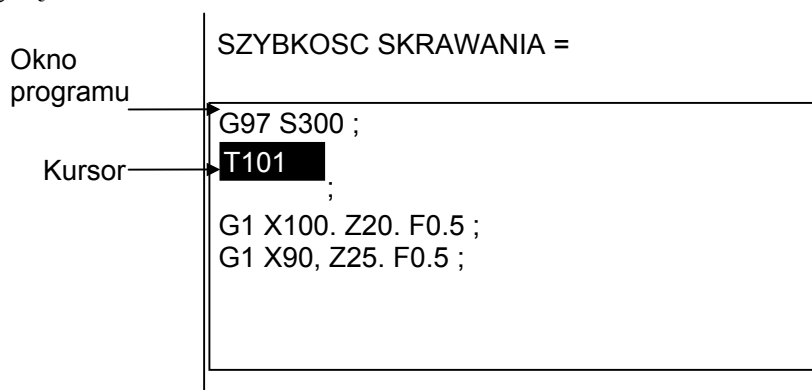 SZYBKOSC SKRAWANIA =
Okno
programu
G97 S300 ;
Kursor
T101
;
G1 X100. Z20. F0.5 ;
G1 X90, Z25. F0.5 ;